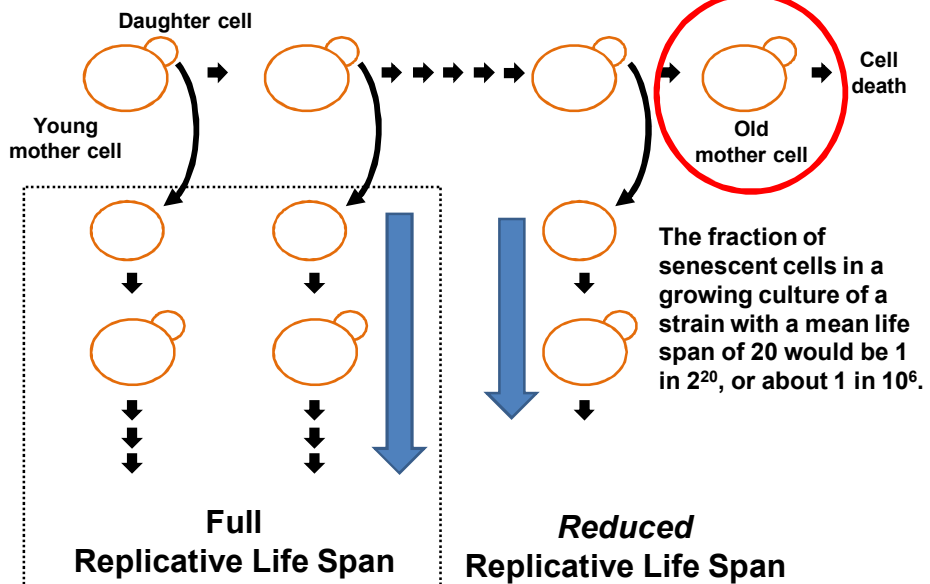 Daughter cell
Young
mother cell
Old
mother cell
Cell
death
The fraction of
senescent cells in a
growing culture of a
strain with a mean life
span of 20 would be 1
in 2²⁰, or about 1 in 10⁶.
Full
Replicative Life Span
Reduced
Replicative Life Span